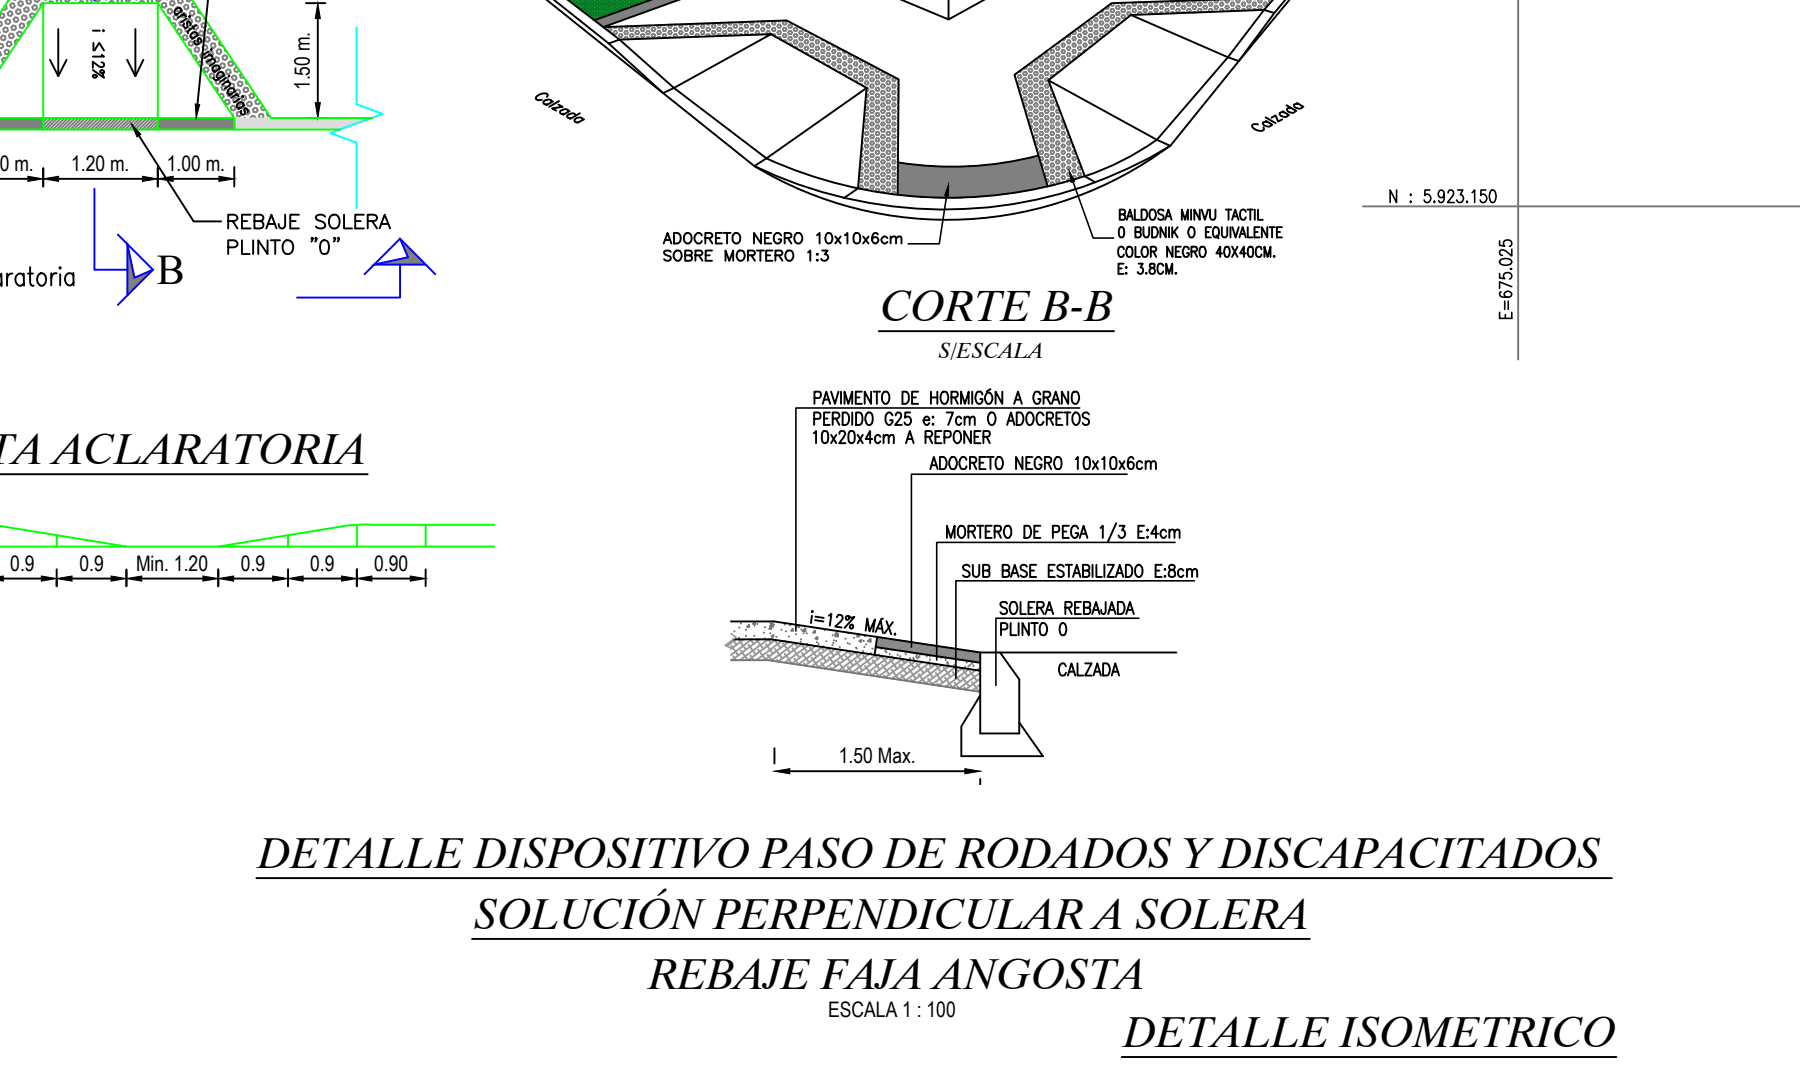 i ≤12%
aristas imaginarias
1.50 m.
0 m.
1.20 m.
1.00 m.
REBAJE SOLERA
PLINTO "0"
B
aratoria
Calzada
Calzada
ADOCRETO NEGRO 10x10x6cm
SOBRE MORTERO 1:3
BALDOSA MINVU TACTIL
O BUDNIK O EQUIVALENTE
COLOR NEGRO 40X40CM.
E: 3.8CM.
N : 5.923.150
E=675.025
CORTE B-B
S/ESCALA
TA ACLARATORIA
0.9
0.9
Min. 1.20
0.9
0.9
0.90
PAVIMENTO DE HORMIGÓN A GRANO
PERDIDO G25 e: 7cm O ADOCRETOS
10x20x4cm A REPONER
ADOCRETO NEGRO 10x10x6cm
MORTERO DE PEGA 1/3 E:4cm
SUB BASE ESTABILIZADO E:8cm
SOLERA REBAJADA
PLINTO 0
i=12% MÁX.
CALZADA
1.50 Max.
DETALLE DISPOSITIVO PASO DE RODADOS Y DISCAPACITADOS
SOLUCIÓN PERPENDICULAR A SOLERA
REBAJE FAJA ANGOSTA
ESCALA 1 : 100
DETALLE ISOMETRICO